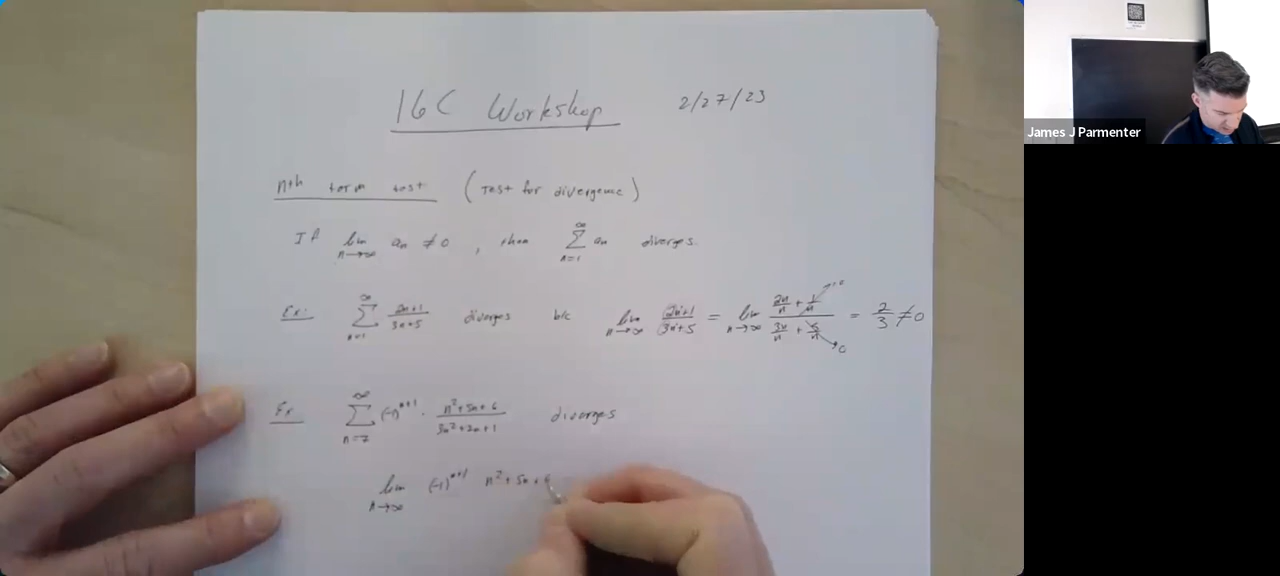 16C Workshop 2/27/23
James J Parmenter
nth term test (Test for divergence)
If lim n→∞ an ≠ 0, then ∞ Σ n=1 an diverges.
Ex: ∞ Σ n=1 (2n+1)/(3n+5) diverges b/c lim n→∞ (2n+1)/(3n+5) = lim n→∞ (2n/n + 1/n →0)/(3n/n + 5/n →0) = 2/3 ≠ 0
Ex ∞ Σ n=2 (-1)^(n+1) · (n²+5n+6)/(3n²+2n+1) diverges
lim n→∞ (-1)^(n+1) n²+5n+6